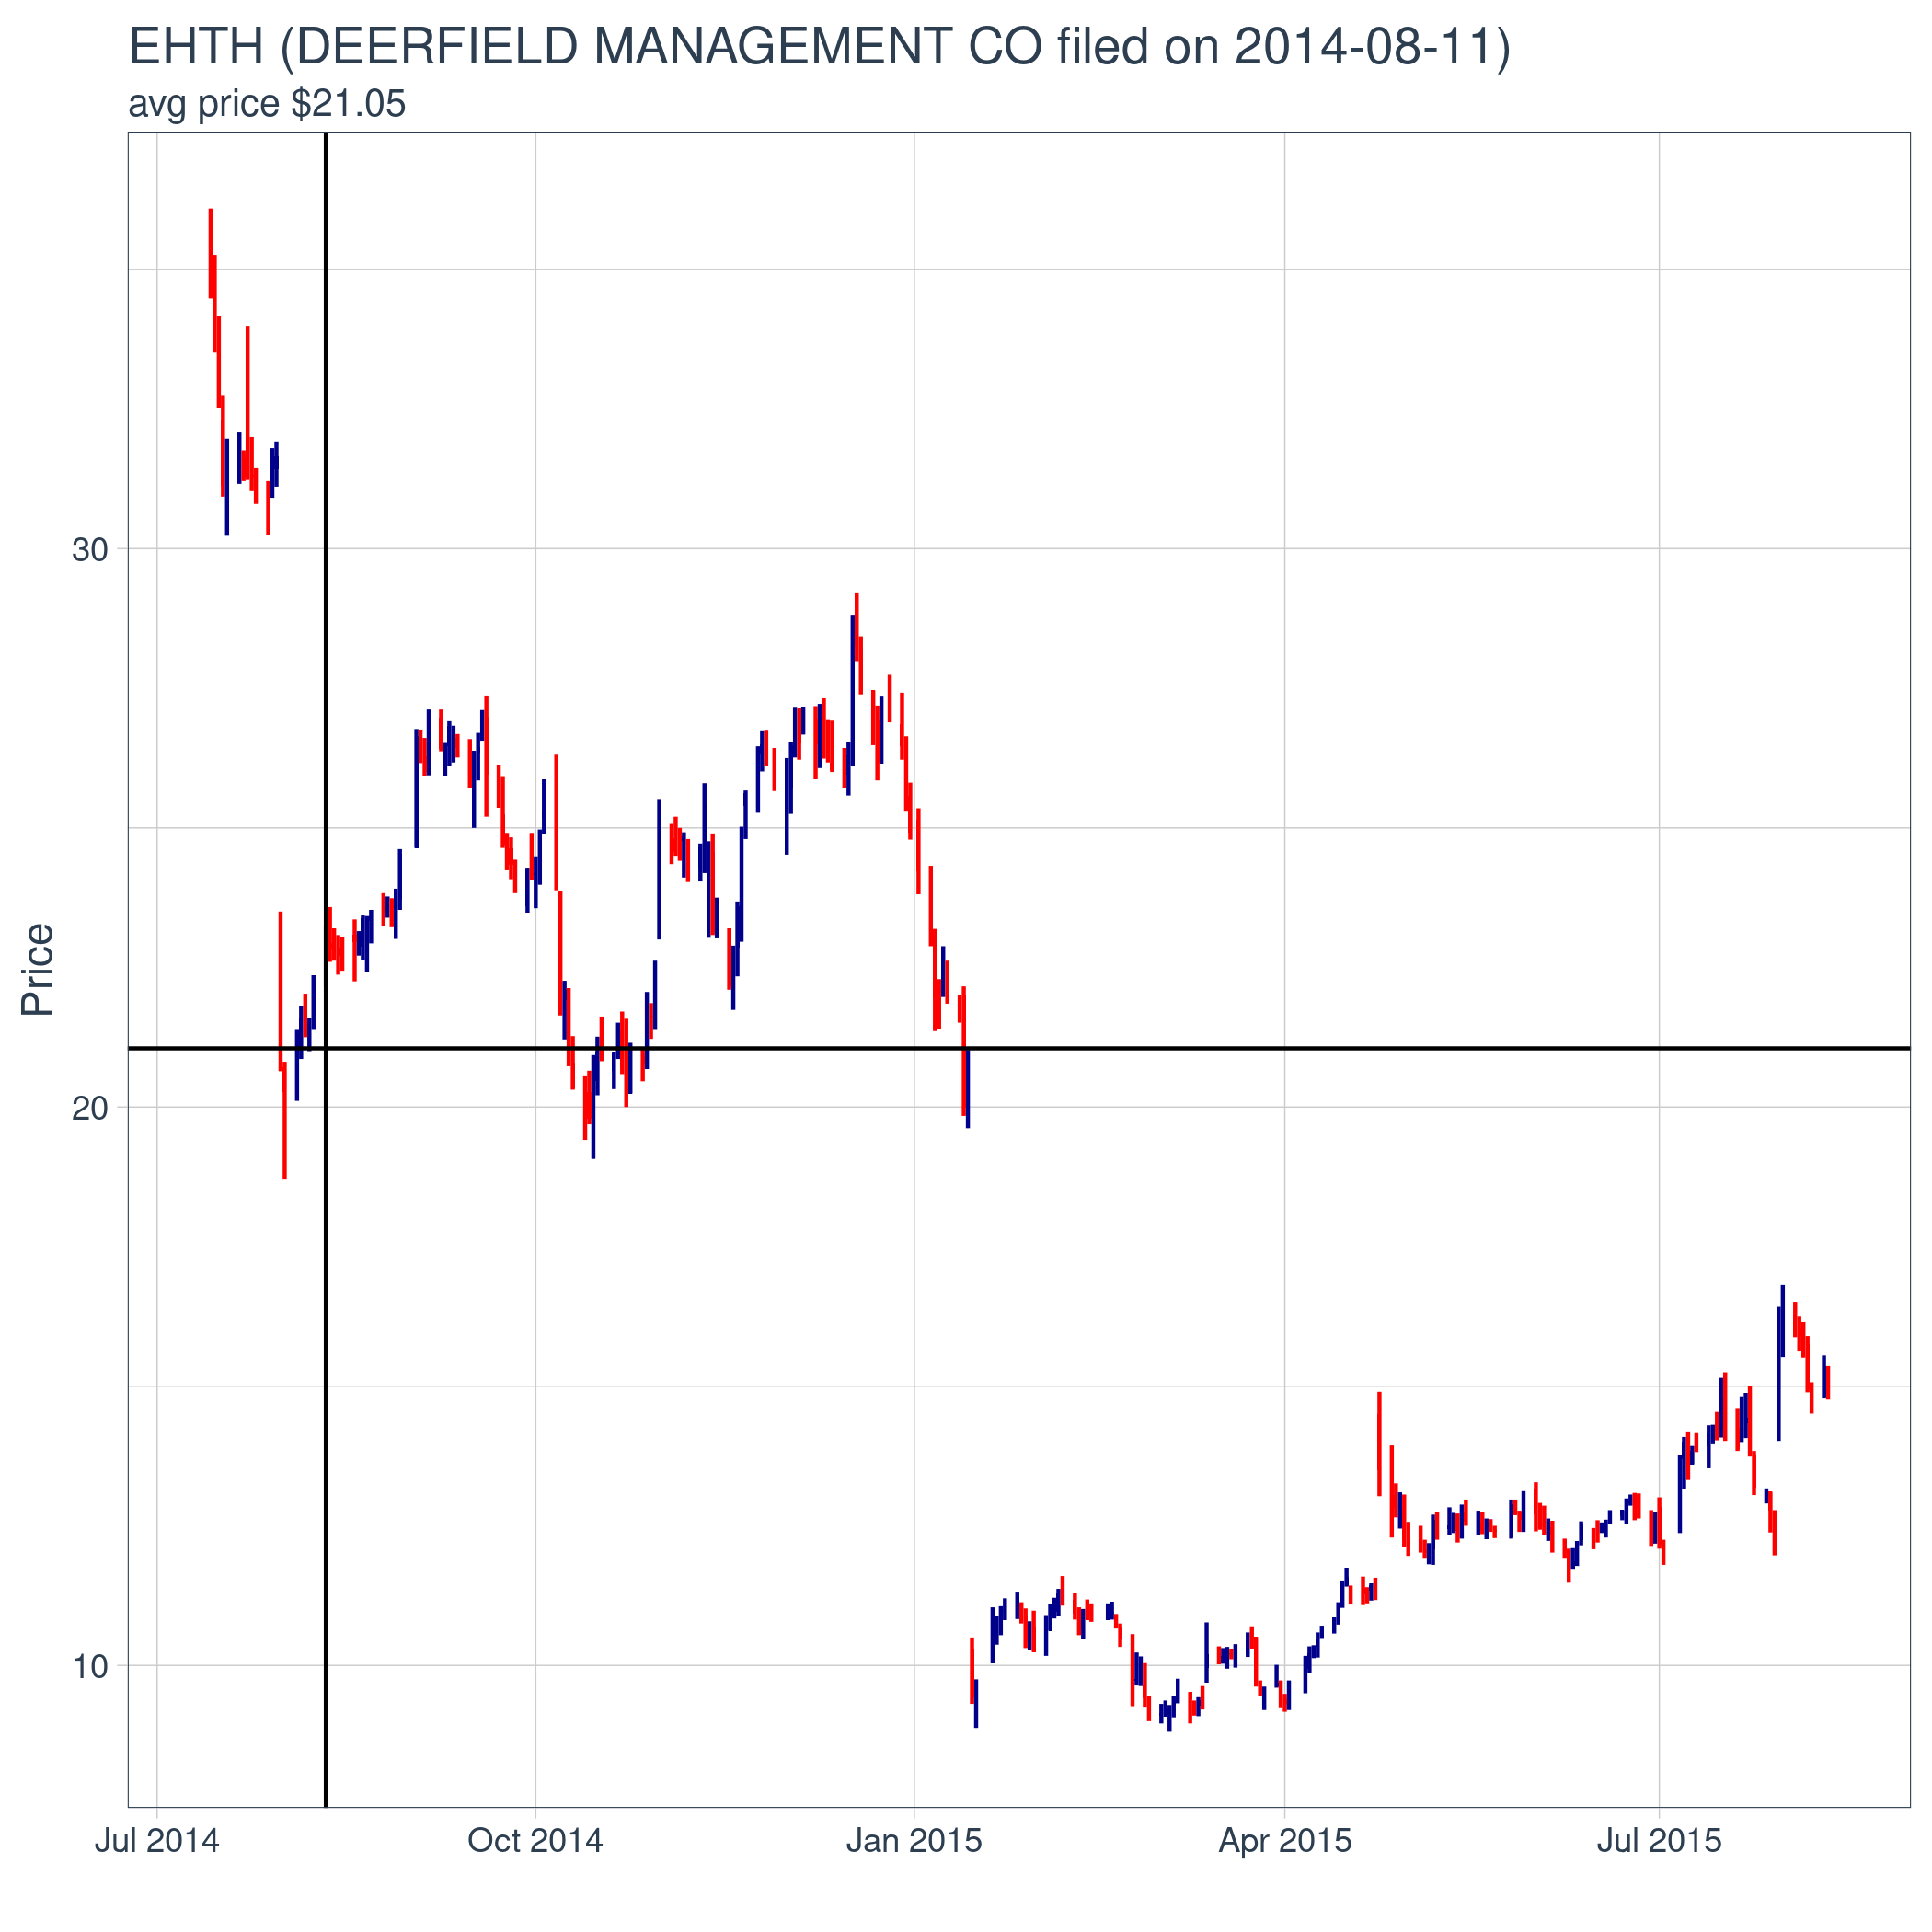 EHTH (DEERFIELD MANAGEMENT CO filed on 2014-08-11)
avg price $21.05
Price
30
20
10
Jul 2014
Oct 2014
Jan 2015
Apr 2015
Jul 2015